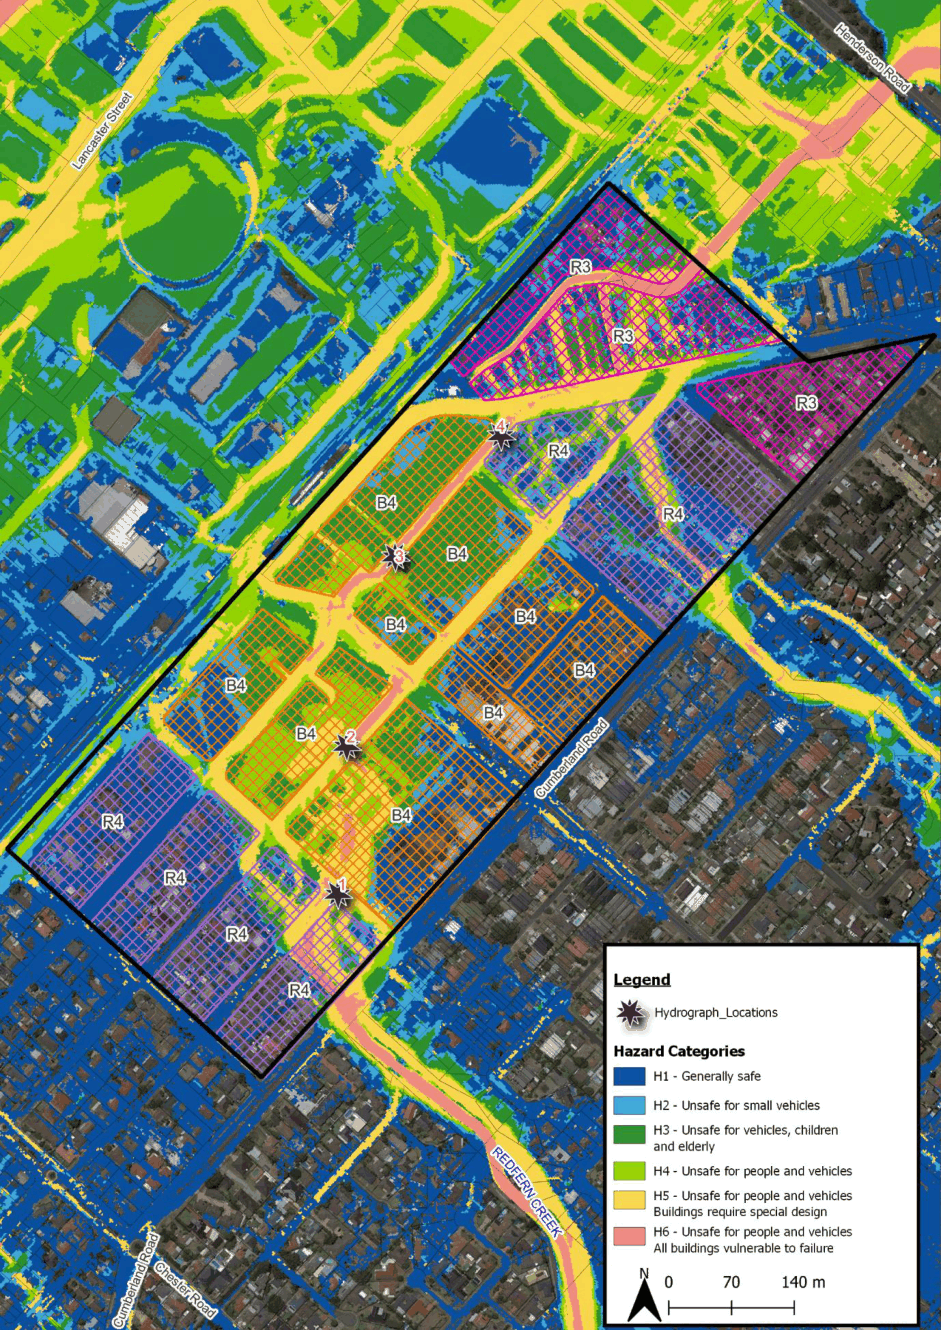 Henderson Road
Lancaster Street
R3
R3
R3
4
R4
B4
R4
3
B4
B4
B4
B4
B4
B4
B4
2
Cumberland Road
R4
B4
R4
1
R4
R4
REDFERN CREEK
Cumberland Road
Chester Road
Legend
Hydrograph_Locations
Hazard Categories
H1 - Generally safe
H2 - Unsafe for small vehicles
H3 - Unsafe for vehicles, children
and elderly
H4 - Unsafe for people and vehicles
H5 - Unsafe for people and vehicles
Buildings require special design
H6 - Unsafe for people and vehicles
All buildings vulnerable to failure
N
0 70 140 m